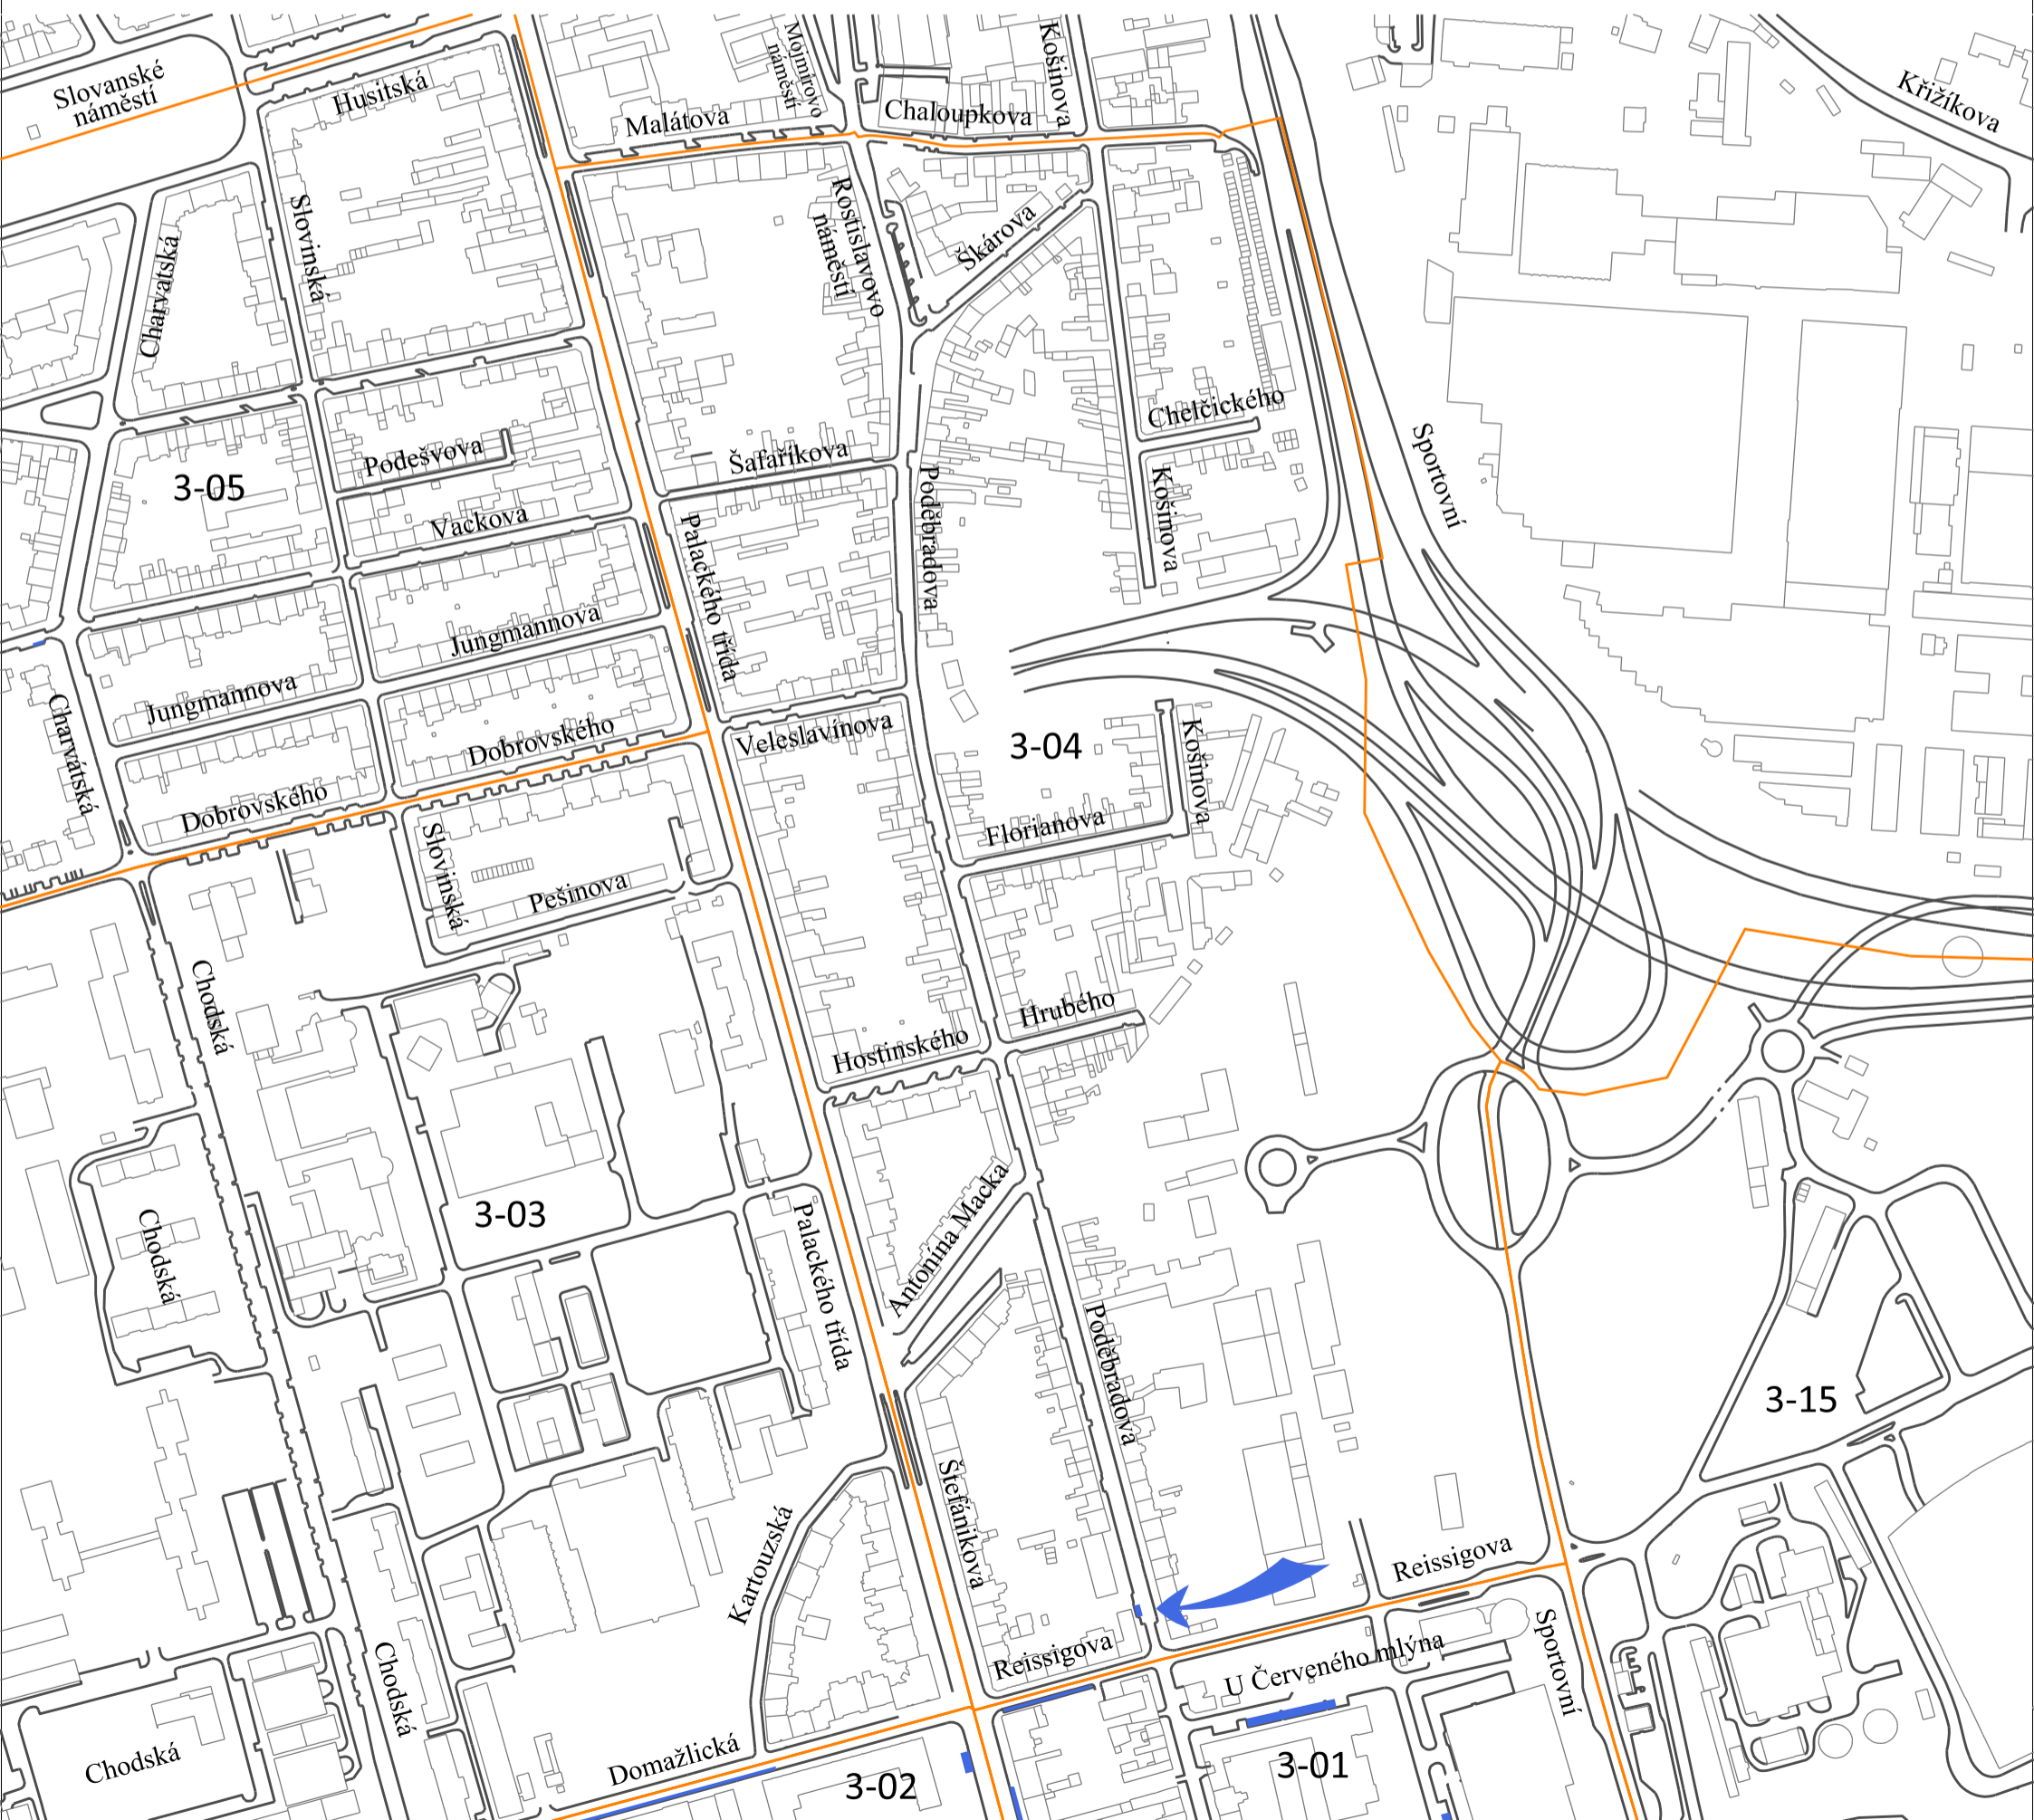 Slovanské
náměstí
Husitská
Malátova
Mojmírovo
náměstí
Chaloupkova
Košinova
Křižíkova
Charvatská
Slovinská
Rostislavovo
náměstí
Škárova
Chelčického
Sportovní
Podešvova
Šafaříkova
3-05
Vackova
Palackého třída
Poděbradova
Košinova
Jungmannova
Jungmannova
Charvatská
Dobrovského
Veleslavínova
3-04
Košinova
Dobrovského
Florianova
Slovinská
Pešinova
Chodská
Hrubého
Hostinského
Antonína Macka
3-03
Chodská
Palackého třída
Poděbradova
3-15
Štefánikova
Kartouzská
Reissigova
Reissigova
U Červeného mlýna
Sportovní
Chodská
Chodská
Domažlická
3-02
3-01